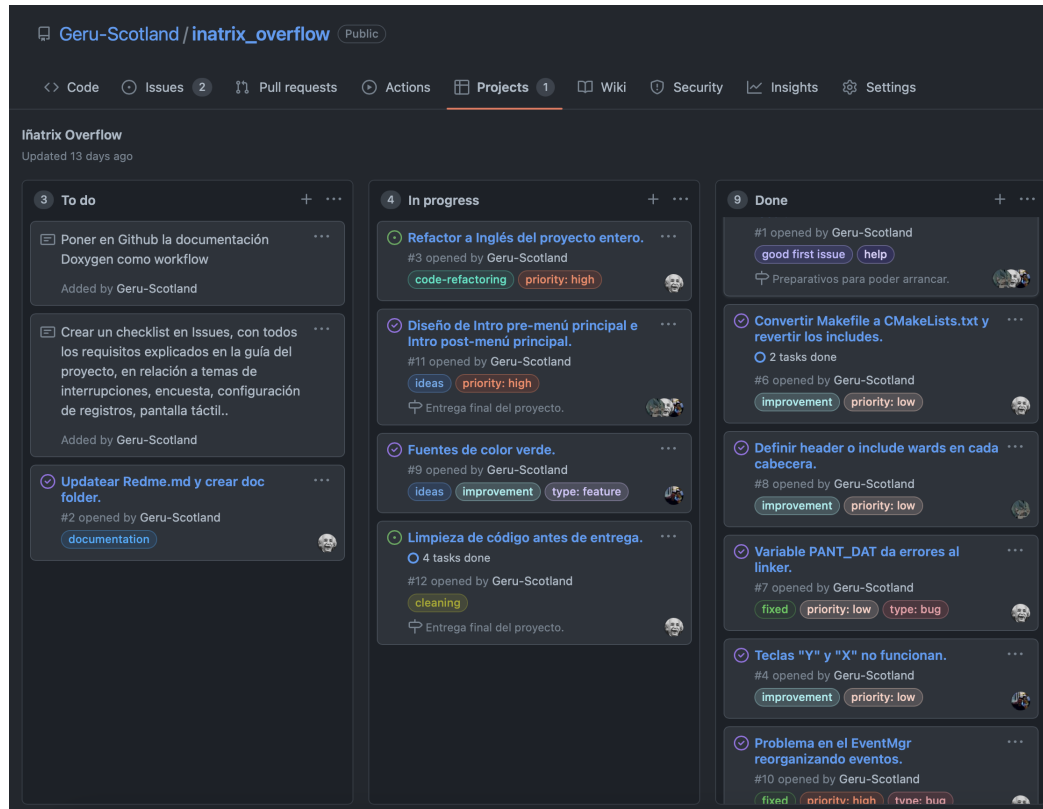 Geru-Scotland / inatrix_overflow Public
Code Issues 2 Pull requests Actions Projects 1 Wiki Security Insights Settings
Iñatrix Overflow
Updated 13 days ago
3 To do
Poner en Github la documentación
Doxygen como workflow
Added by Geru-Scotland
Crear un checklist en Issues, con todos
los requisitos explicados en la guía del
proyecto, en relación a temas de
interrupciones, encuesta, configuración
de registros, pantalla táctil..
Added by Geru-Scotland
Updatear Redme.md y crear doc
folder.
#2 opened by Geru-Scotland
documentation
4 In progress
Refactor a Inglés del proyecto entero.
#3 opened by Geru-Scotland
code-refactoring priority: high
Diseño de Intro pre-menú principal e
Intro post-menú principal.
#11 opened by Geru-Scotland
ideas priority: high
Entrega final del proyecto.
Fuentes de color verde.
#9 opened by Geru-Scotland
ideas improvement type: feature
Limpieza de código antes de entrega.
4 tasks done
#12 opened by Geru-Scotland
cleaning
Entrega final del proyecto.
9 Done
#1 opened by Geru-Scotland
good first issue help
Preparativos para poder arrancar.
Convertir Makefile a CMakeLists.txt y
revertir los includes.
2 tasks done
#6 opened by Geru-Scotland
improvement priority: low
Definir header o include wards en cada
cabecera.
#8 opened by Geru-Scotland
improvement priority: low
Variable PANT_DAT da errores al
linker.
#7 opened by Geru-Scotland
fixed priority: low type: bug
Teclas "Y" y "X" no funcionan.
#4 opened by Geru-Scotland
improvement priority: low
Problema en el EventMgr
reorganizando eventos.
#10 opened by Geru-Scotland
fixed priority: high type: bug